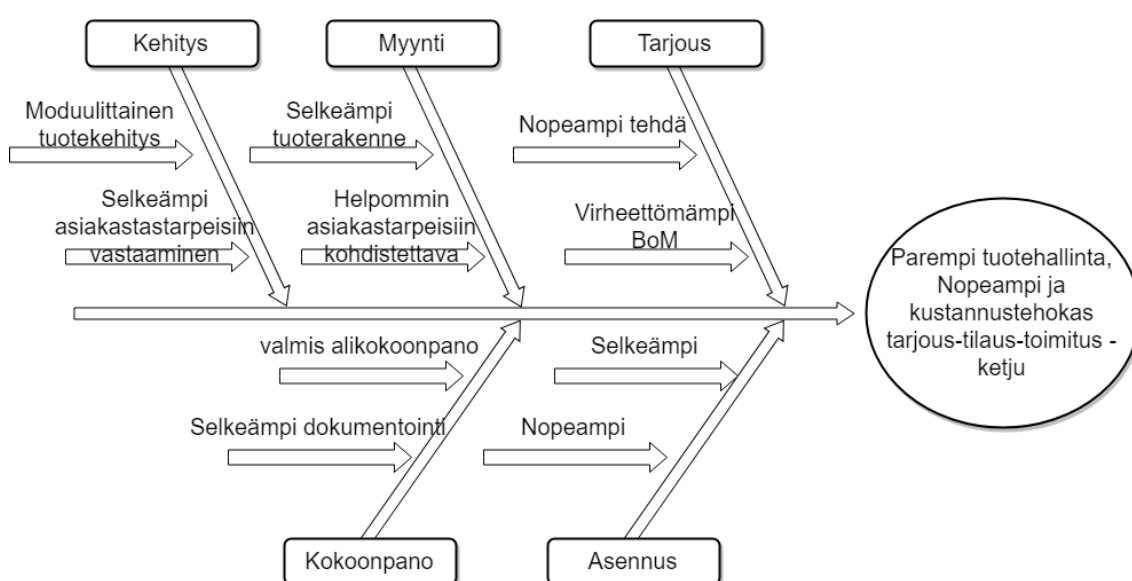 Kehitys
Myynti
Tarjous
Moduulittainen
tuotekehitys
Selkeämpi
tuoterakenne
Nopeampi tehdä
Selkeämpi
asiakastastarpeisiin
vastaaminen
Helpommin
asiakastarpeisiin
kohdistettava
Virheettömämpi
BoM
Parempi tuotehallinta,
Nopeampi ja
kustannustehokas
tarjous-tilaus-toimitus -
ketju
valmis alikokoonpano
Selkeämpi
Selkeämpi dokumentointi
Nopeampi
Kokoonpano
Asennus